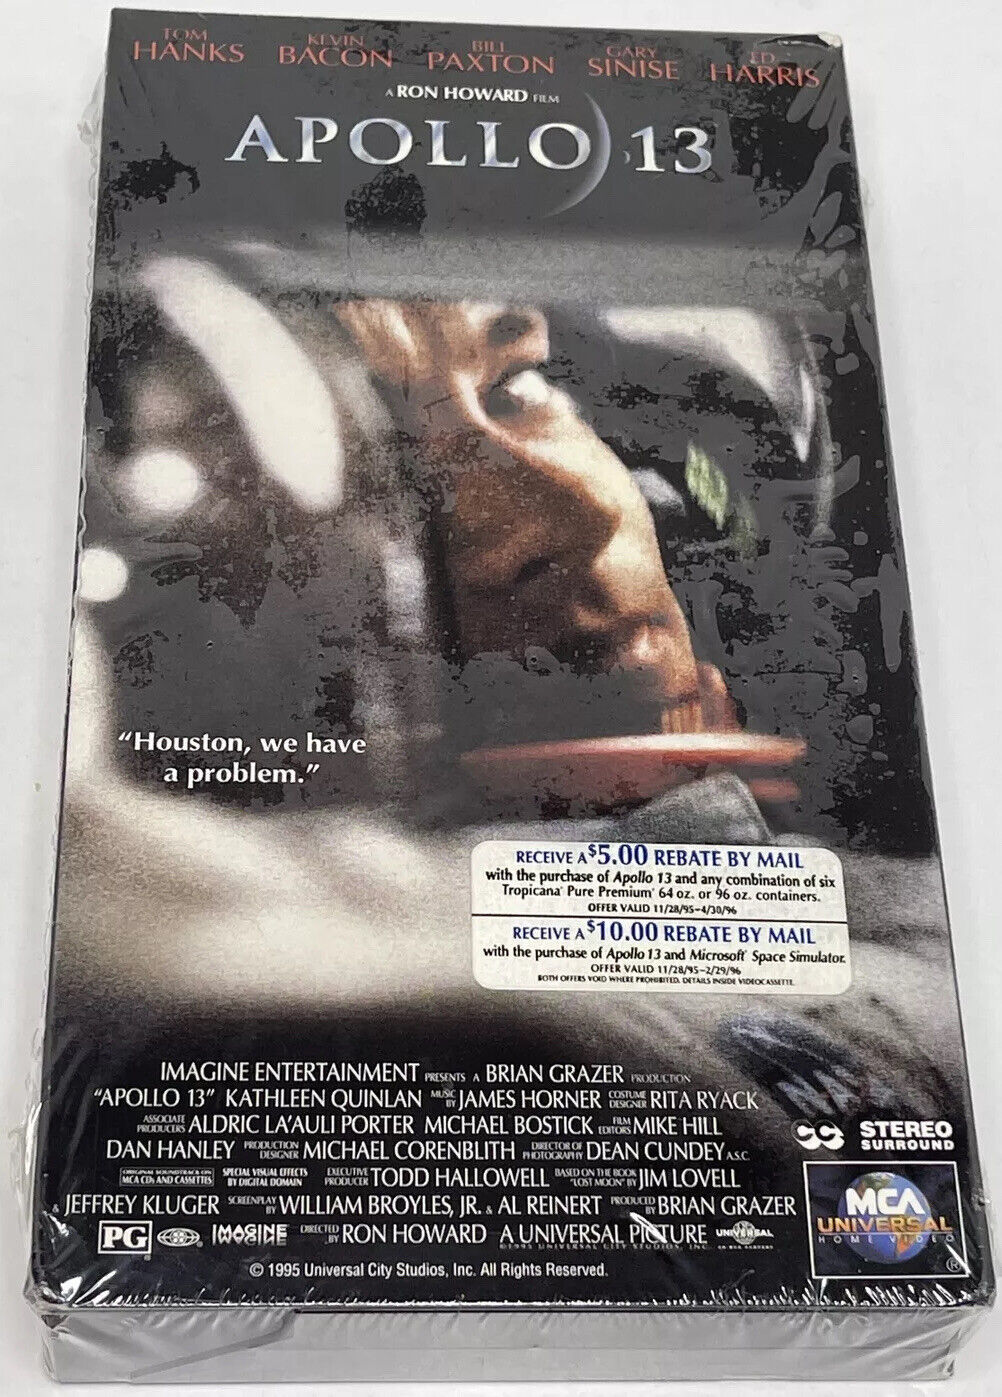 TOM HANKS KEVIN BACON BILL PAXTON GARY SINISE ED HARRIS
A RON HOWARD FILM
APOLLO 13
"Houston, we have
a problem."
RECEIVE A $5.00 REBATE BY MAIL
with the purchase of Apollo 13 and any combination of six
Tropicana Pure Premium 64 oz. or 96 oz. containers.
OFFER VALID 11/28/95-4/30/96
RECEIVE A $10.00 REBATE BY MAIL
with the purchase of Apollo 13 and Microsoft Space Simulator.
OFFER VALID 11/28/95-2/29/96
BOTH OFFERS VOID WHERE PROHIBITED. DETAILS INSIDE VIDEOCASSETTE.
IMAGINE ENTERTAINMENT PRESENTS A BRIAN GRAZER PRODUCTION
"APOLLO 13" KATHLEEN QUINLAN MUSIC BY JAMES HORNER COSTUME DESIGNER RITA RYACK
ASSOCIATE PRODUCERS ALDRIC LA'AULI PORTER MICHAEL BOSTICK FILM EDITORS MIKE HILL
DAN HANLEY PRODUCTION DESIGNER MICHAEL CORENBLITH DIRECTOR OF PHOTOGRAPHY DEAN CUNDEY A.S.C.
ORIGINAL SOUNDTRACK ON MCA CDs AND CASSETTES SPECIAL VISUAL EFFECTS BY DIGITAL DOMAIN EXECUTIVE PRODUCER TODD HALLOWELL BASED ON THE BOOK "LOST MOON" BY JIM LOVELL
& JEFFREY KLUGER SCREENPLAY BY WILLIAM BROYLES, JR. & AL REINERT PRODUCED BY BRIAN GRAZER
PG IMAGINE DIRECTED BY RON HOWARD A UNIVERSAL PICTURE UNIVERSAL
©1995 UNIVERSAL CITY STUDIOS, INC.
© 1995 Universal City Studios, Inc. All Rights Reserved.
CC STEREO
SURROUND
MCA
UNIVERSAL
HOME VIDEO
®